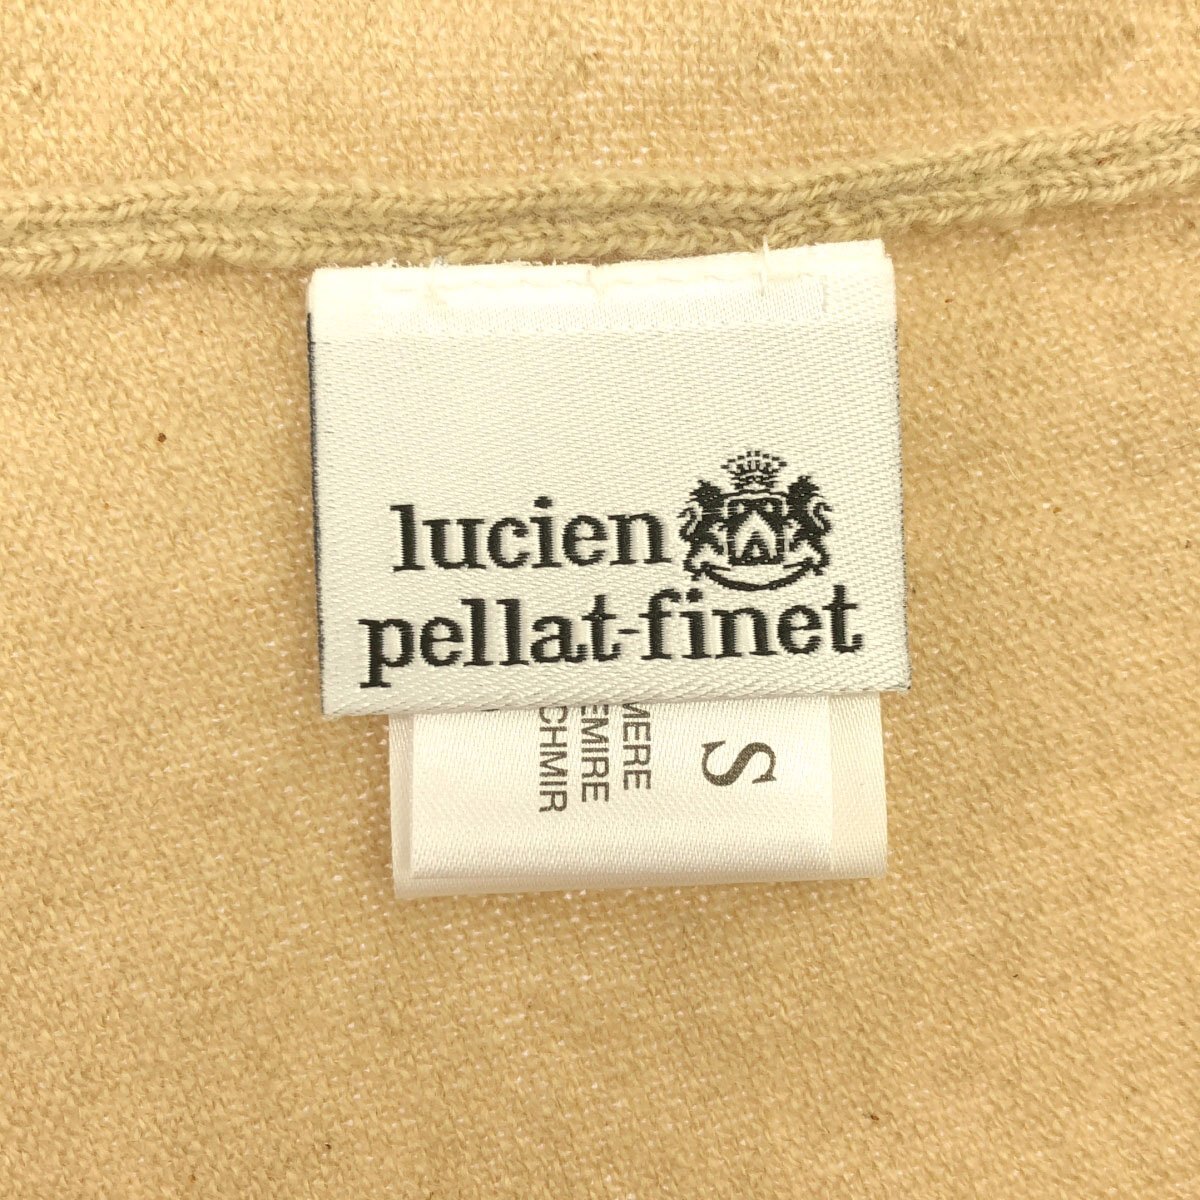 lucien
pellat-finet
S
MERE
EMIRE
CHMIR